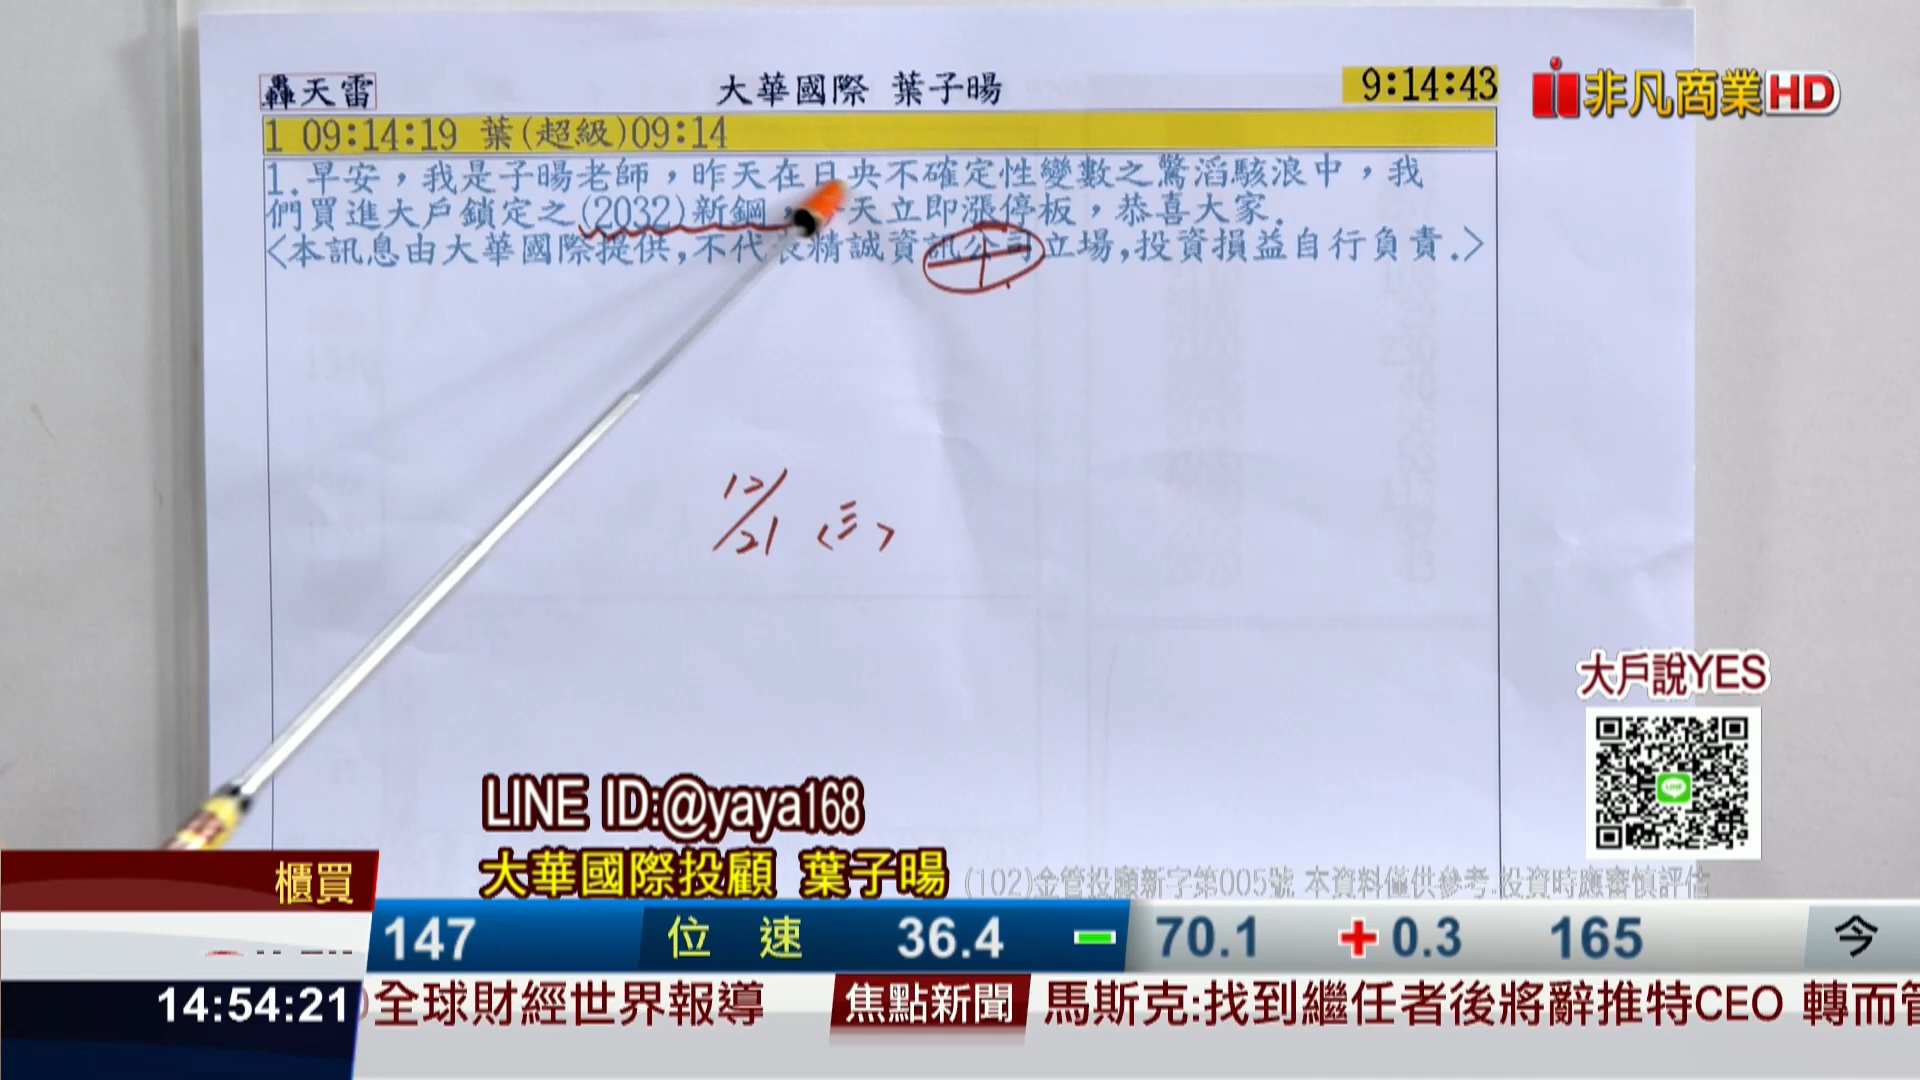 轟天雷
大華國際 葉子暘
9:14:43
非凡商業HD
1 09:14:19 葉(超級)09:14
1.早安，我是子暘老師，昨天在日央不確定性變數之驚滔駭浪中，我
們買進大戶鎖定之(2032)新鋼，天立即漲停板，恭喜大家.
<本訊息由大華國際提供,不代表精誠資訊公司立場,投資損益自行負責.>
12/21 <三>
大戶說YES
LINE ID:@yaya168
大華國際投顧 葉子暘
(102)金管投顧新字第005號 本資料僅供參考.投資時應審慎評估
櫃買
147 位速 36.4 70.1 +0.3 165 今
14:54:21
全球財經世界報導 焦點新聞 馬斯克:找到繼任者後將辭推特CEO 轉而管